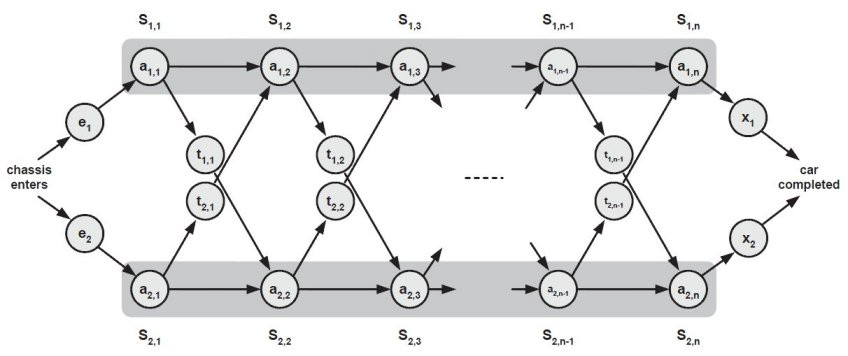 S1,1 S1,2 S1,3 S1,n-1 S1,n
a1,1 a1,2 a1,3 a1,n-1 a1,n
e1 x1
t1,1 t1,2 t1,n-1
chassis
enters
car
completed
t2,1 t2,2 t2,n-1
e2 x2
a2,1 a2,2 a2,3 a2,n-1 a2,n
S2,1 S2,2 S2,3 S2,n-1 S2,n